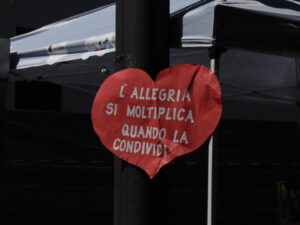 L'ALLEGRIA
SI MOLTIPLICA
QUANDO LA
CONDIVIDI